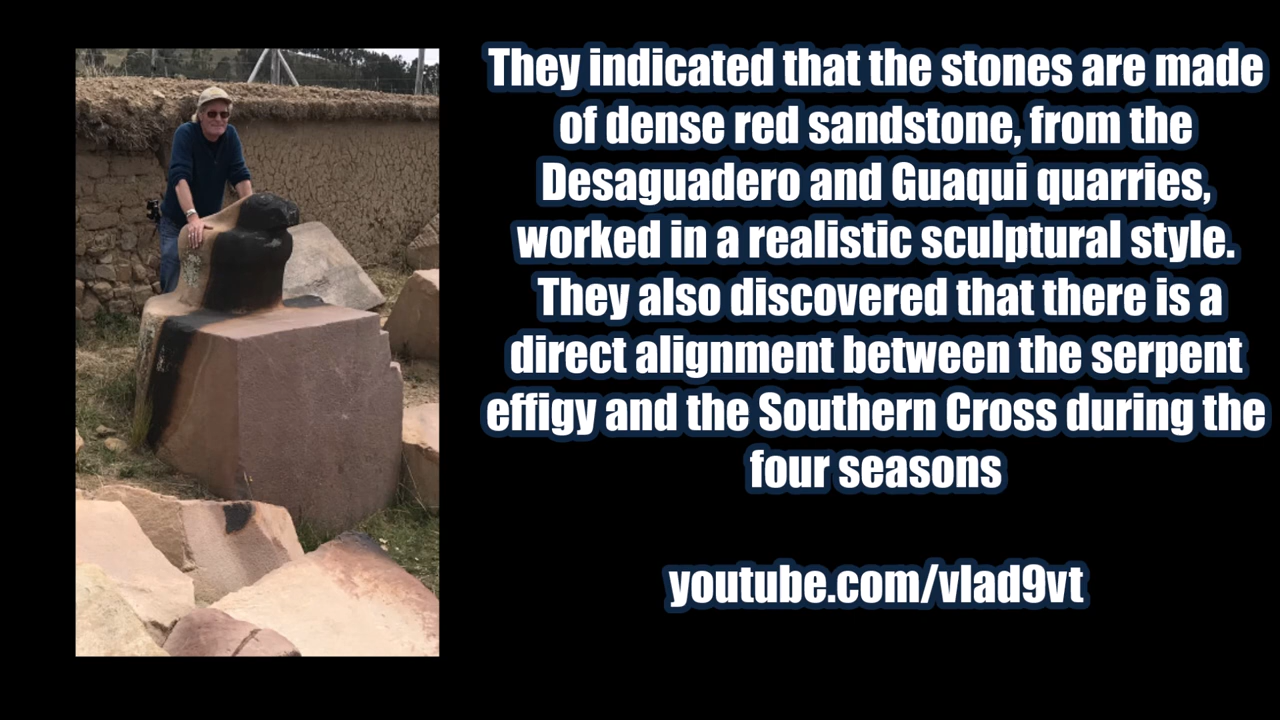 They indicated that the stones are made
of dense red sandstone, from the
Desaguadero and Guaqui quarries,
worked in a realistic sculptural style.
They also discovered that there is a
direct alignment between the serpent
effigy and the Southern Cross during the
four seasons
youtube.com/vlad9vt